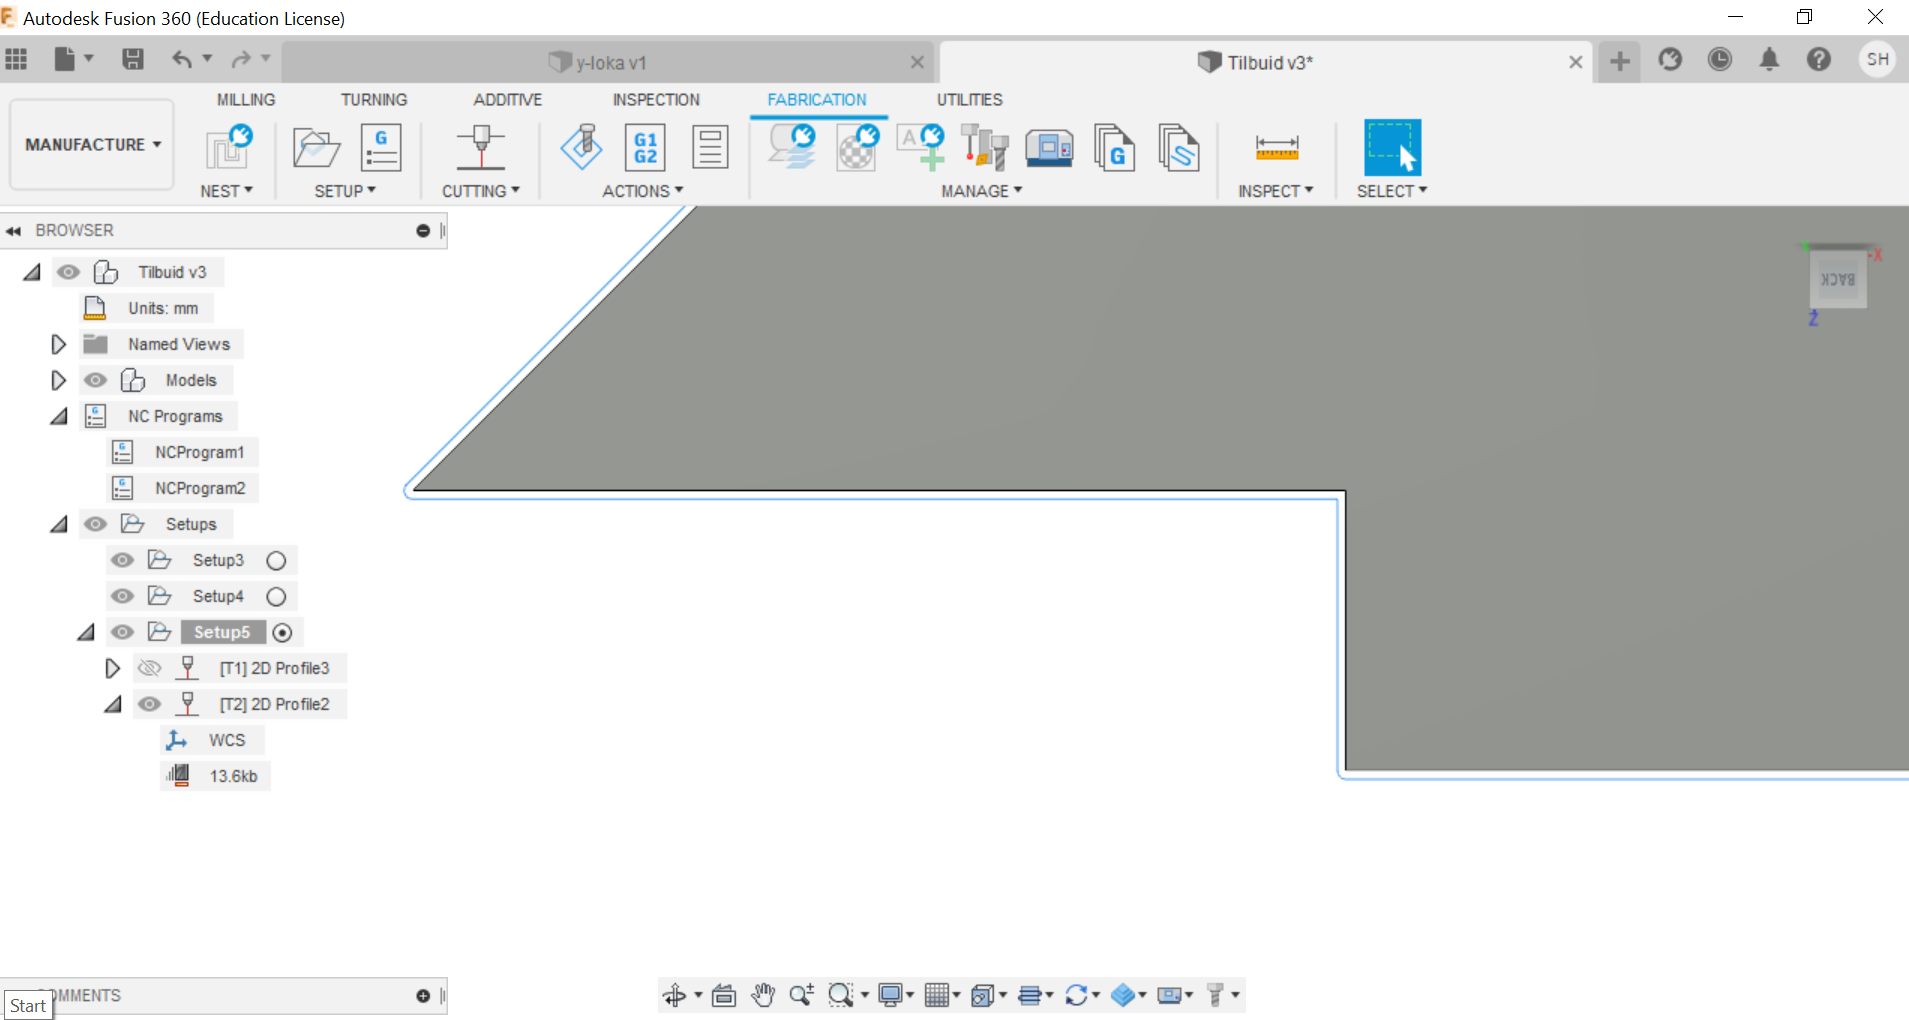 Autodesk Fusion 360 (Education License)
y-loka v1
Tilbuid v3*
SH
MILLING TURNING ADDITIVE INSPECTION FABRICATION UTILITIES
MANUFACTURE
G
G1
G2
A
G
NEST SETUP CUTTING ACTIONS MANAGE INSPECT SELECT
BROWSER
Tilbuid v3
Units: mm
Named Views
Models
NC Programs
NCProgram1
NCProgram2
Setups
Setup3
Setup4
Setup5
[T1] 2D Profile3
[T2] 2D Profile2
WCS
13.6kb
-X
BACK
Z
OMMENTS
Start